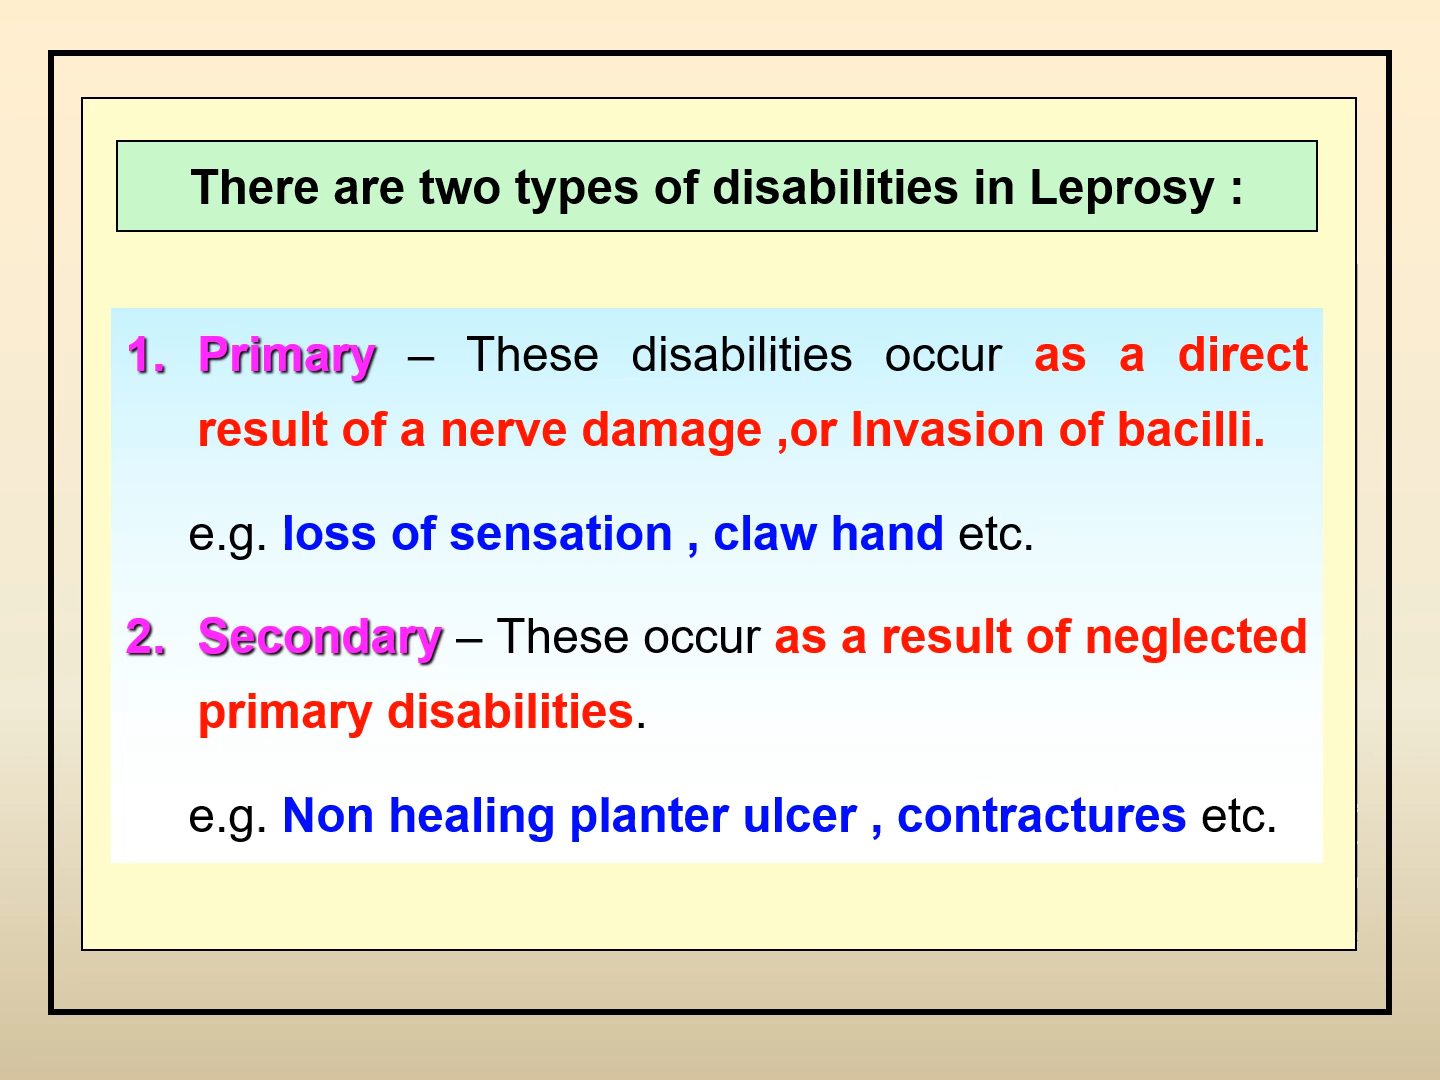 There are two types of disabilities in Leprosy :
1. Primary – These disabilities occur as a direct
result of a nerve damage ,or Invasion of bacilli.
e.g. loss of sensation , claw hand etc.
2. Secondary – These occur as a result of neglected
primary disabilities.
e.g. Non healing planter ulcer , contractures etc.